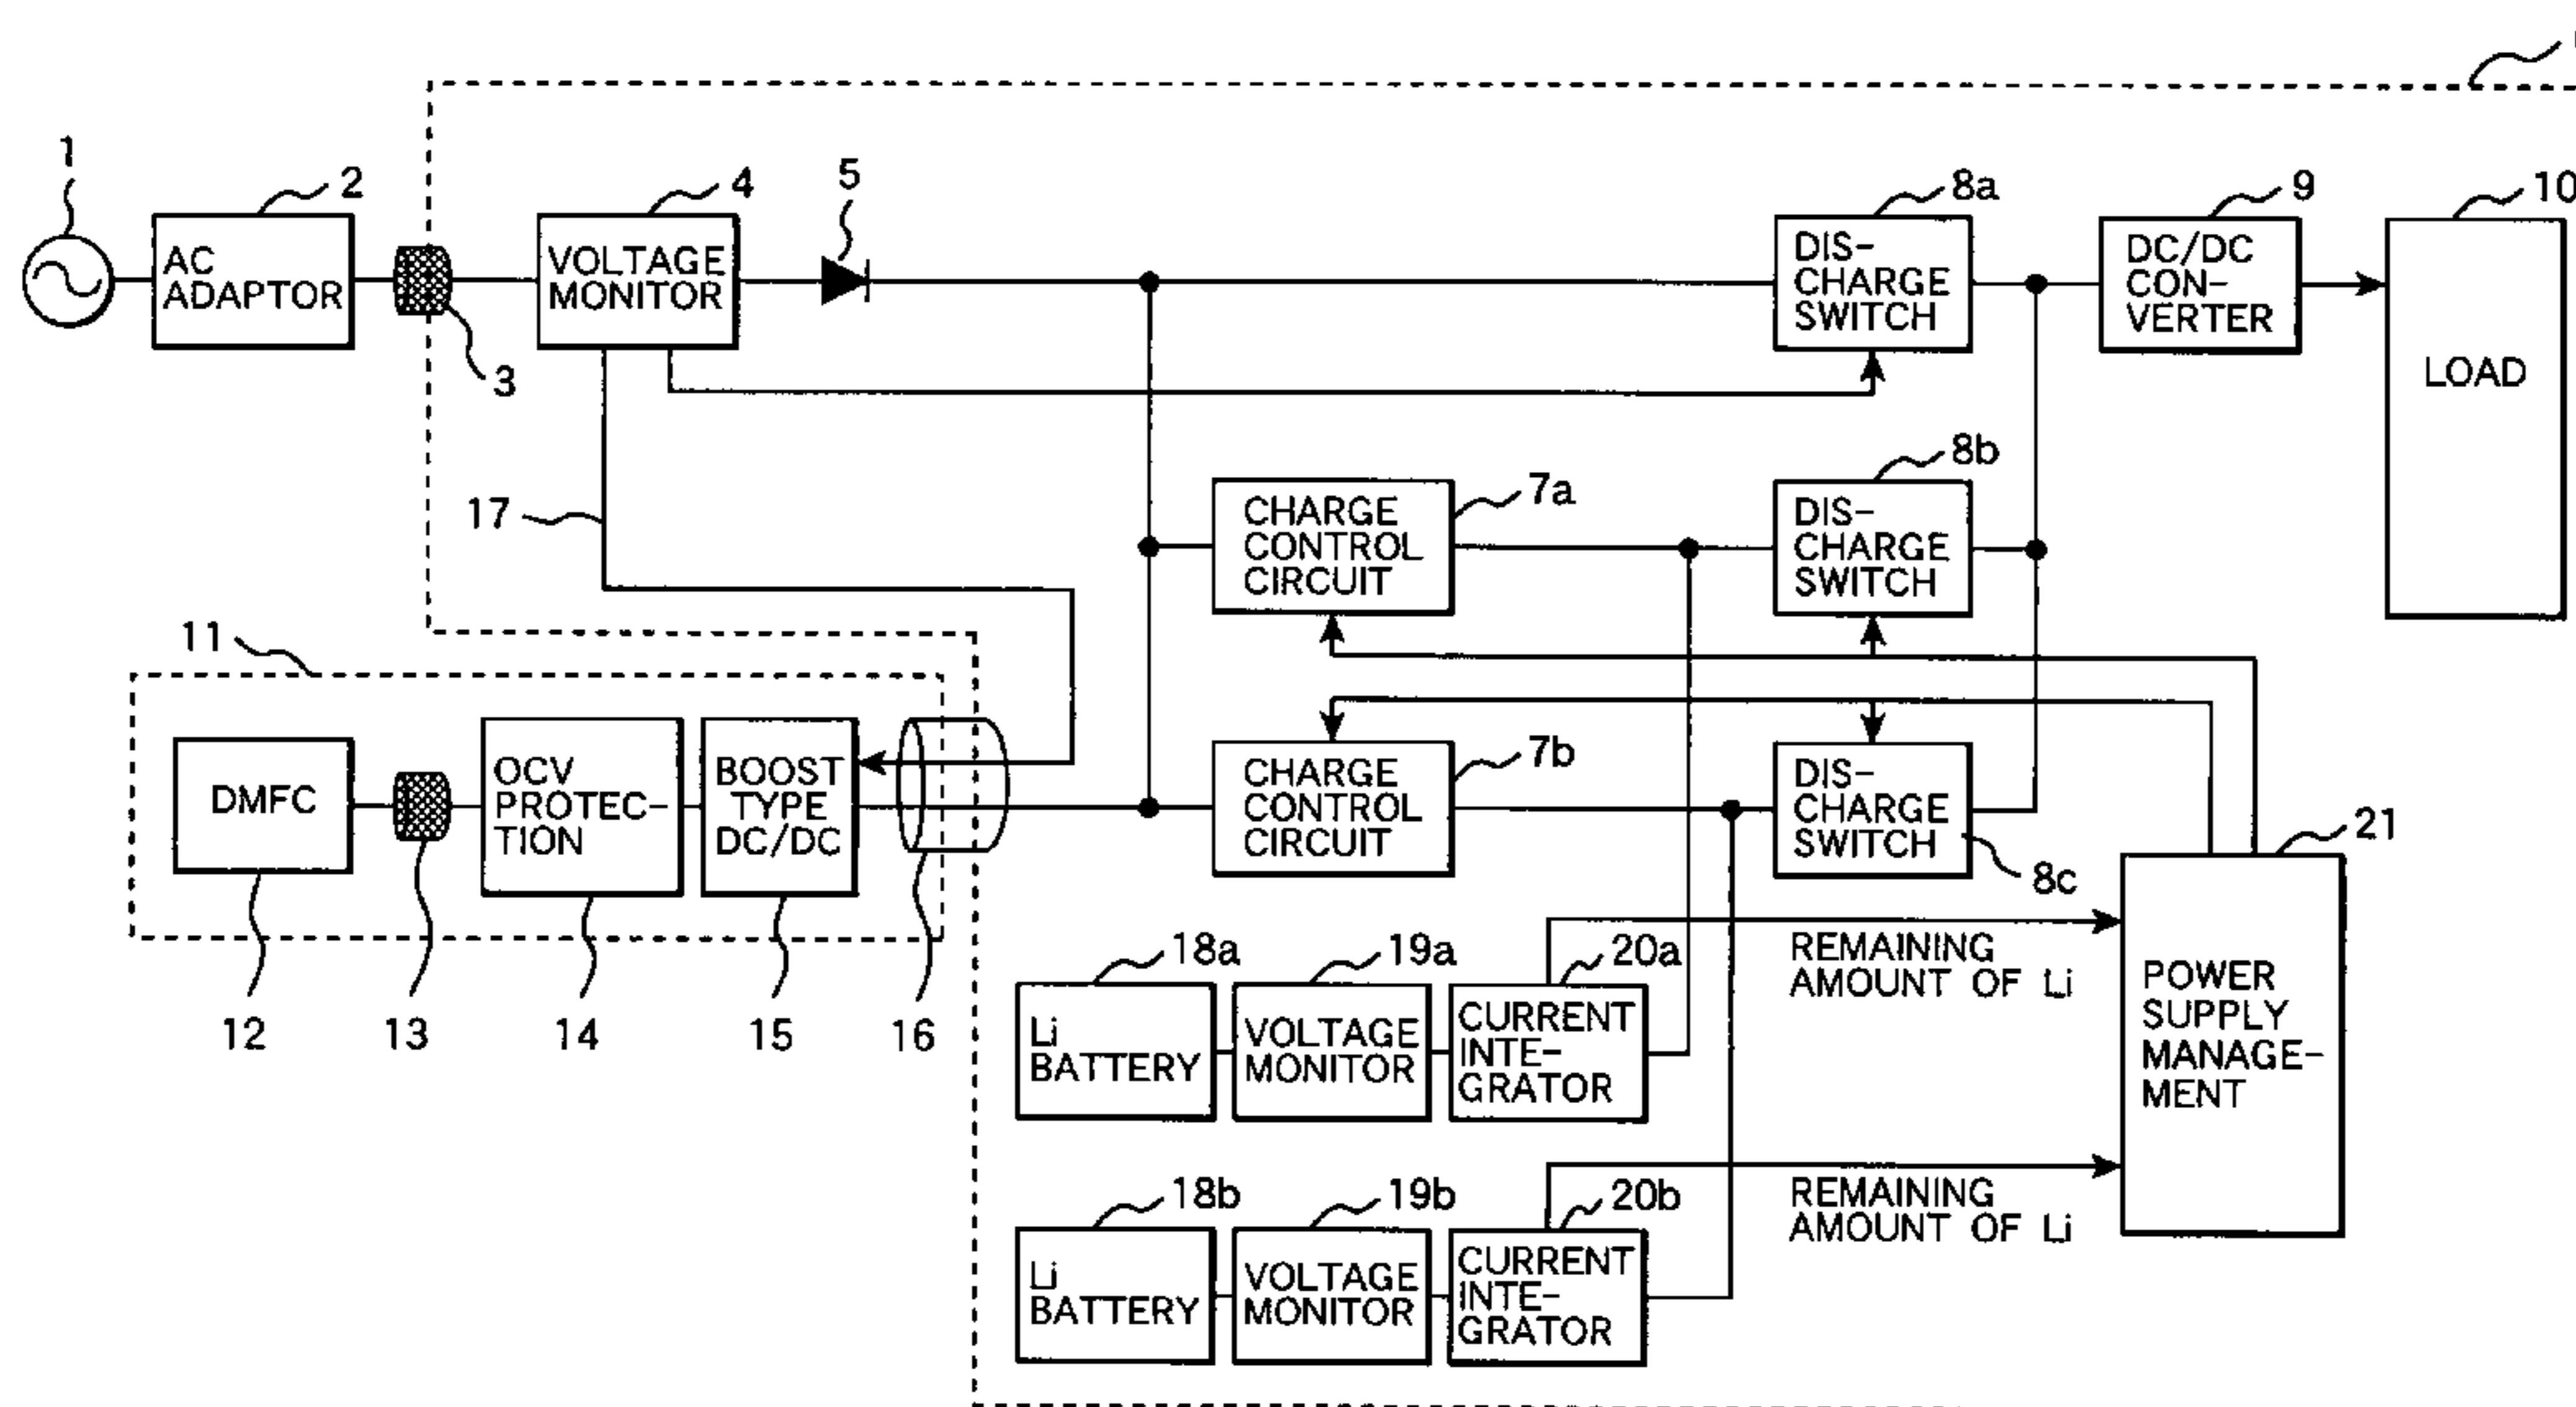 1
2
4
5
8a
9
10
AC
ADAPTOR
VOLTAGE
MONITOR
DIS-
CHARGE
SWITCH
DC/DC
CON-
VERTER
LOAD
3
17
7a
8b
CHARGE
CONTROL
CIRCUIT
DIS-
CHARGE
SWITCH
11
DMFC
OCV
PROTEC-
TION
BOOST
TYPE
DC/DC
CHARGE
CONTROL
CIRCUIT
7b
DIS-
CHARGE
SWITCH
8c
21
12
13
14
15
16
18a
19a
20a
Li
BATTERY
VOLTAGE
MONITOR
CURRENT
INTE-
GRATOR
REMAINING
AMOUNT OF Li
POWER
SUPPLY
MANAGE-
MENT
18b
19b
20b
Li
BATTERY
VOLTAGE
MONITOR
CURRENT
INTE-
GRATOR
REMAINING
AMOUNT OF Li